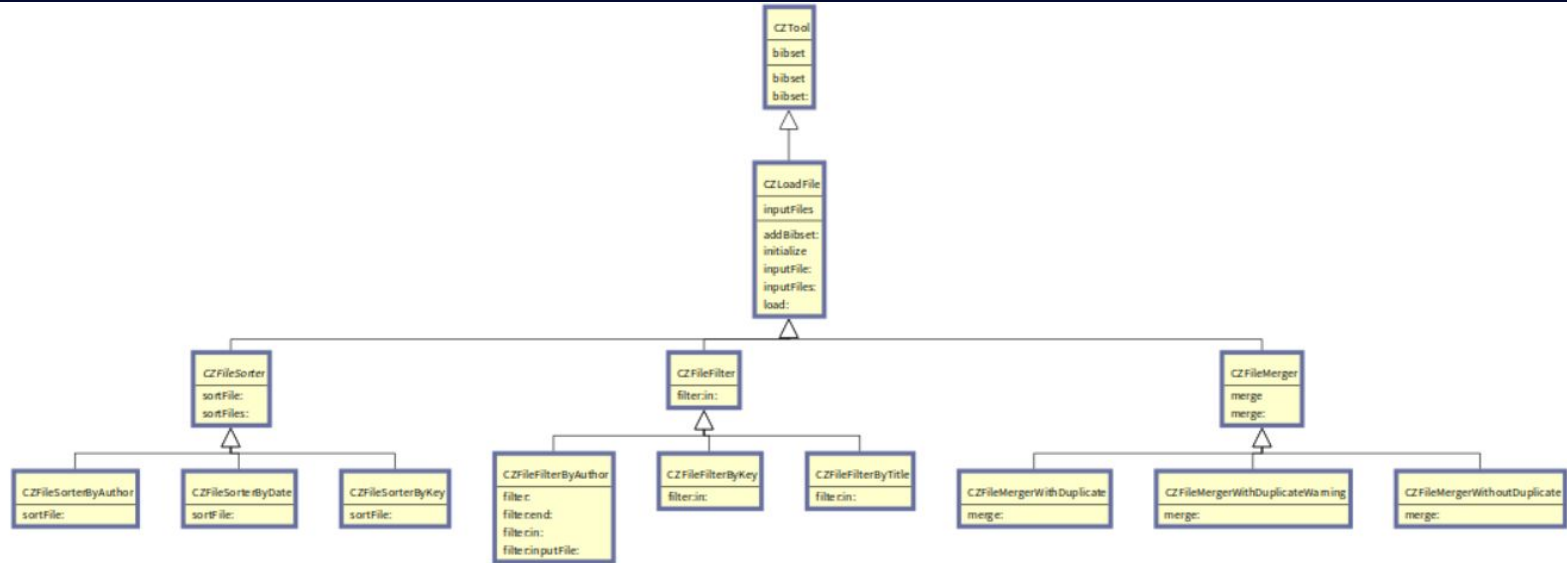 CZTool
bibset
bibset
bibset:
CZLoadFile
inputFiles
addBibset:
initialize
inputFile:
inputFiles:
load:
CZFileSorter
sortFile:
sortFiles:
CZFileFilter
filter:in:
CZFileMerger
merge
merge:
CZFileSorterByAuthor
sortFile:
CZFileSorterByDate
sortFile:
CZFileSorterByKey
sortFile:
CZFileFilterByAuthor
filter:
filter:end:
filter:in:
filter:inputFile:
CZFileFilterByKey
filter:in:
CZFileFilterByTitle
filter:in:
CZFileMergerWithDuplicate
merge:
CZFileMergerWithDuplicateWarning
merge:
CZFileMergerWithoutDuplicate
merge: